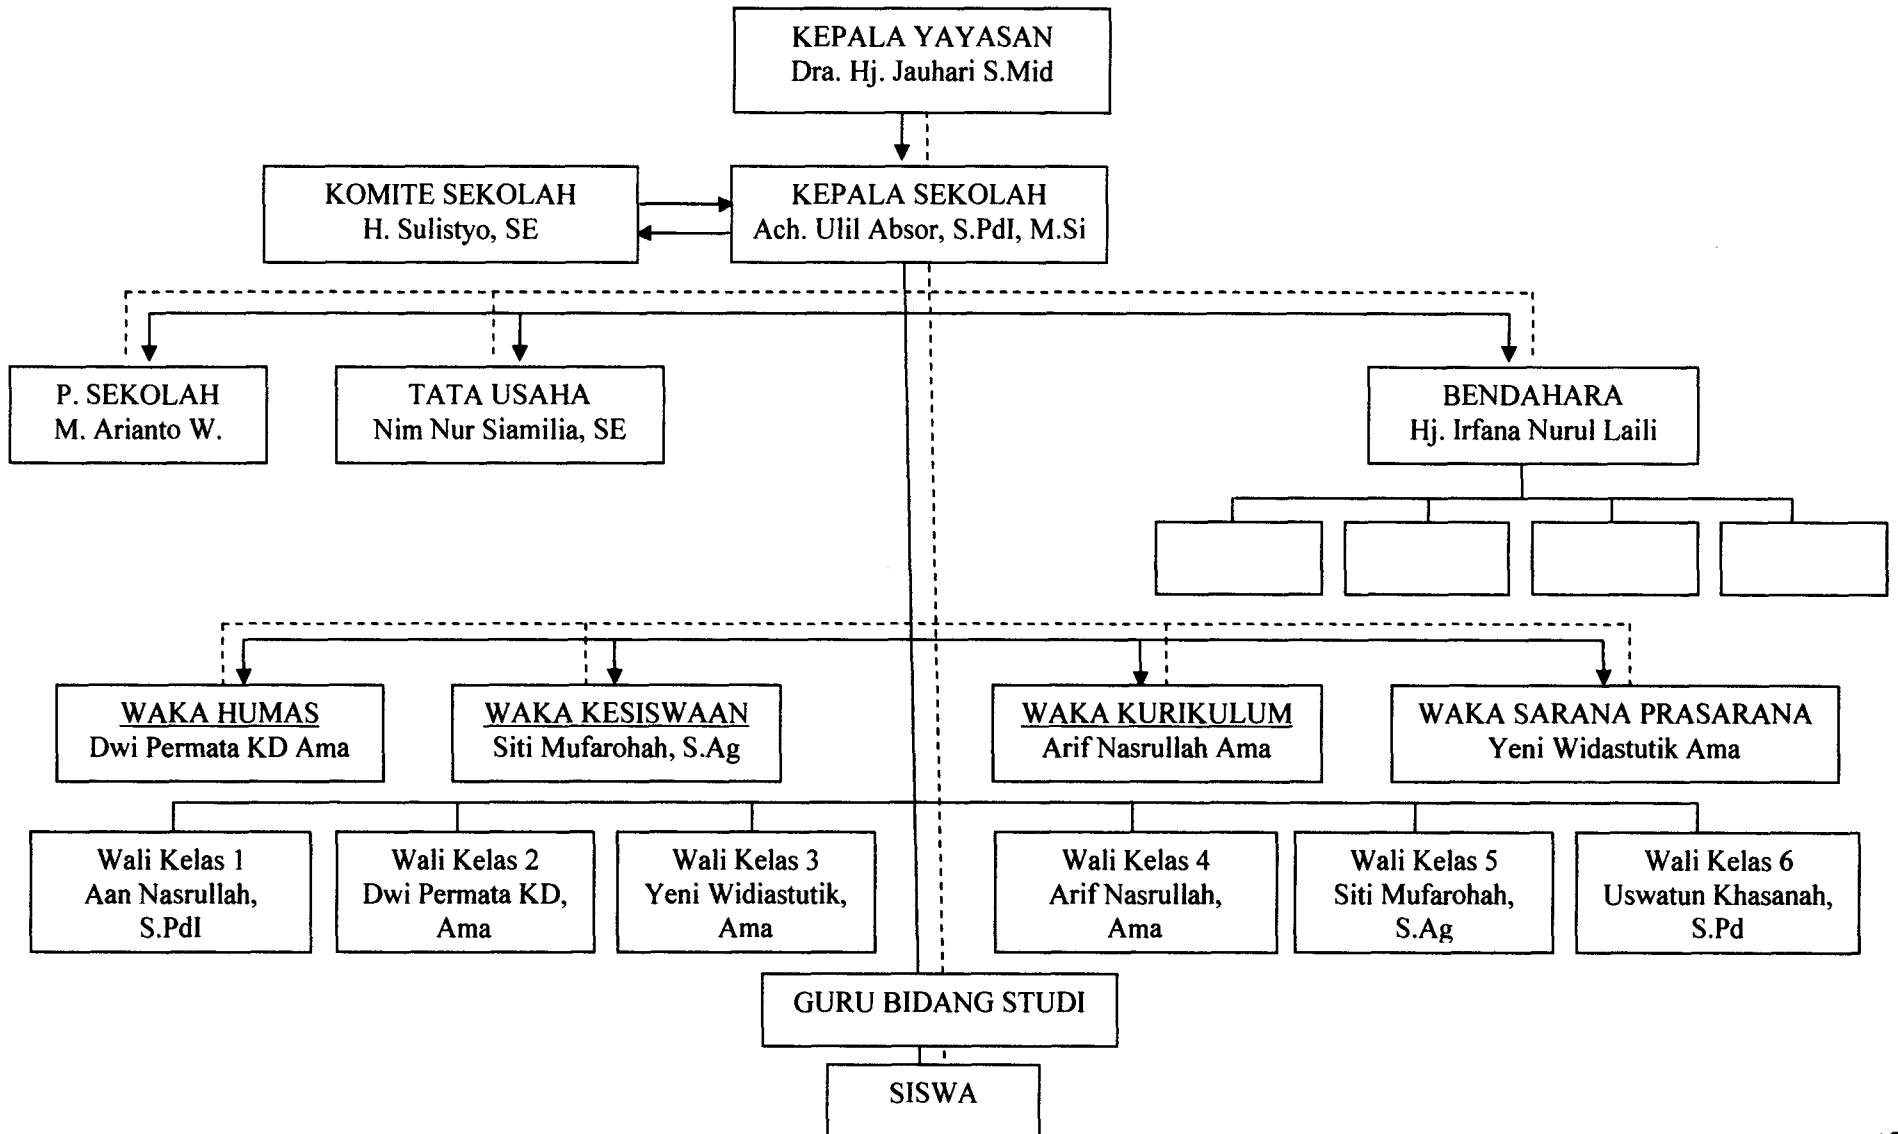 KEPALA YAYASAN
Dra. Hj. Jauhari S.Mid
KOMITE SEKOLAH
H. Sulistyo, SE
KEPALA SEKOLAH
Ach. Ulil Absor, S.PdI, M.Si
P. SEKOLAH
M. Arianto W.
TATA USAHA
Nim Nur Siamilia, SE
BENDAHARA
Hj. Irfana Nurul Laili
WAKA HUMAS
Dwi Permata KD Ama
WAKA KESISWAAN
Siti Mufarohah, S.Ag
WAKA KURIKULUM
Arif Nasrullah Ama
WAKA SARANA PRASARANA
Yeni Widastutik Ama
Wali Kelas 1
Aan Nasrullah,
S.PdI
Wali Kelas 2
Dwi Permata KD,
Ama
Wali Kelas 3
Yeni Widiastutik,
Ama
Wali Kelas 4
Arif Nasrullah,
Ama
Wali Kelas 5
Siti Mufarohah,
S.Ag
Wali Kelas 6
Uswatun Khasanah,
S.Pd
GURU BIDANG STUDI
SISWA